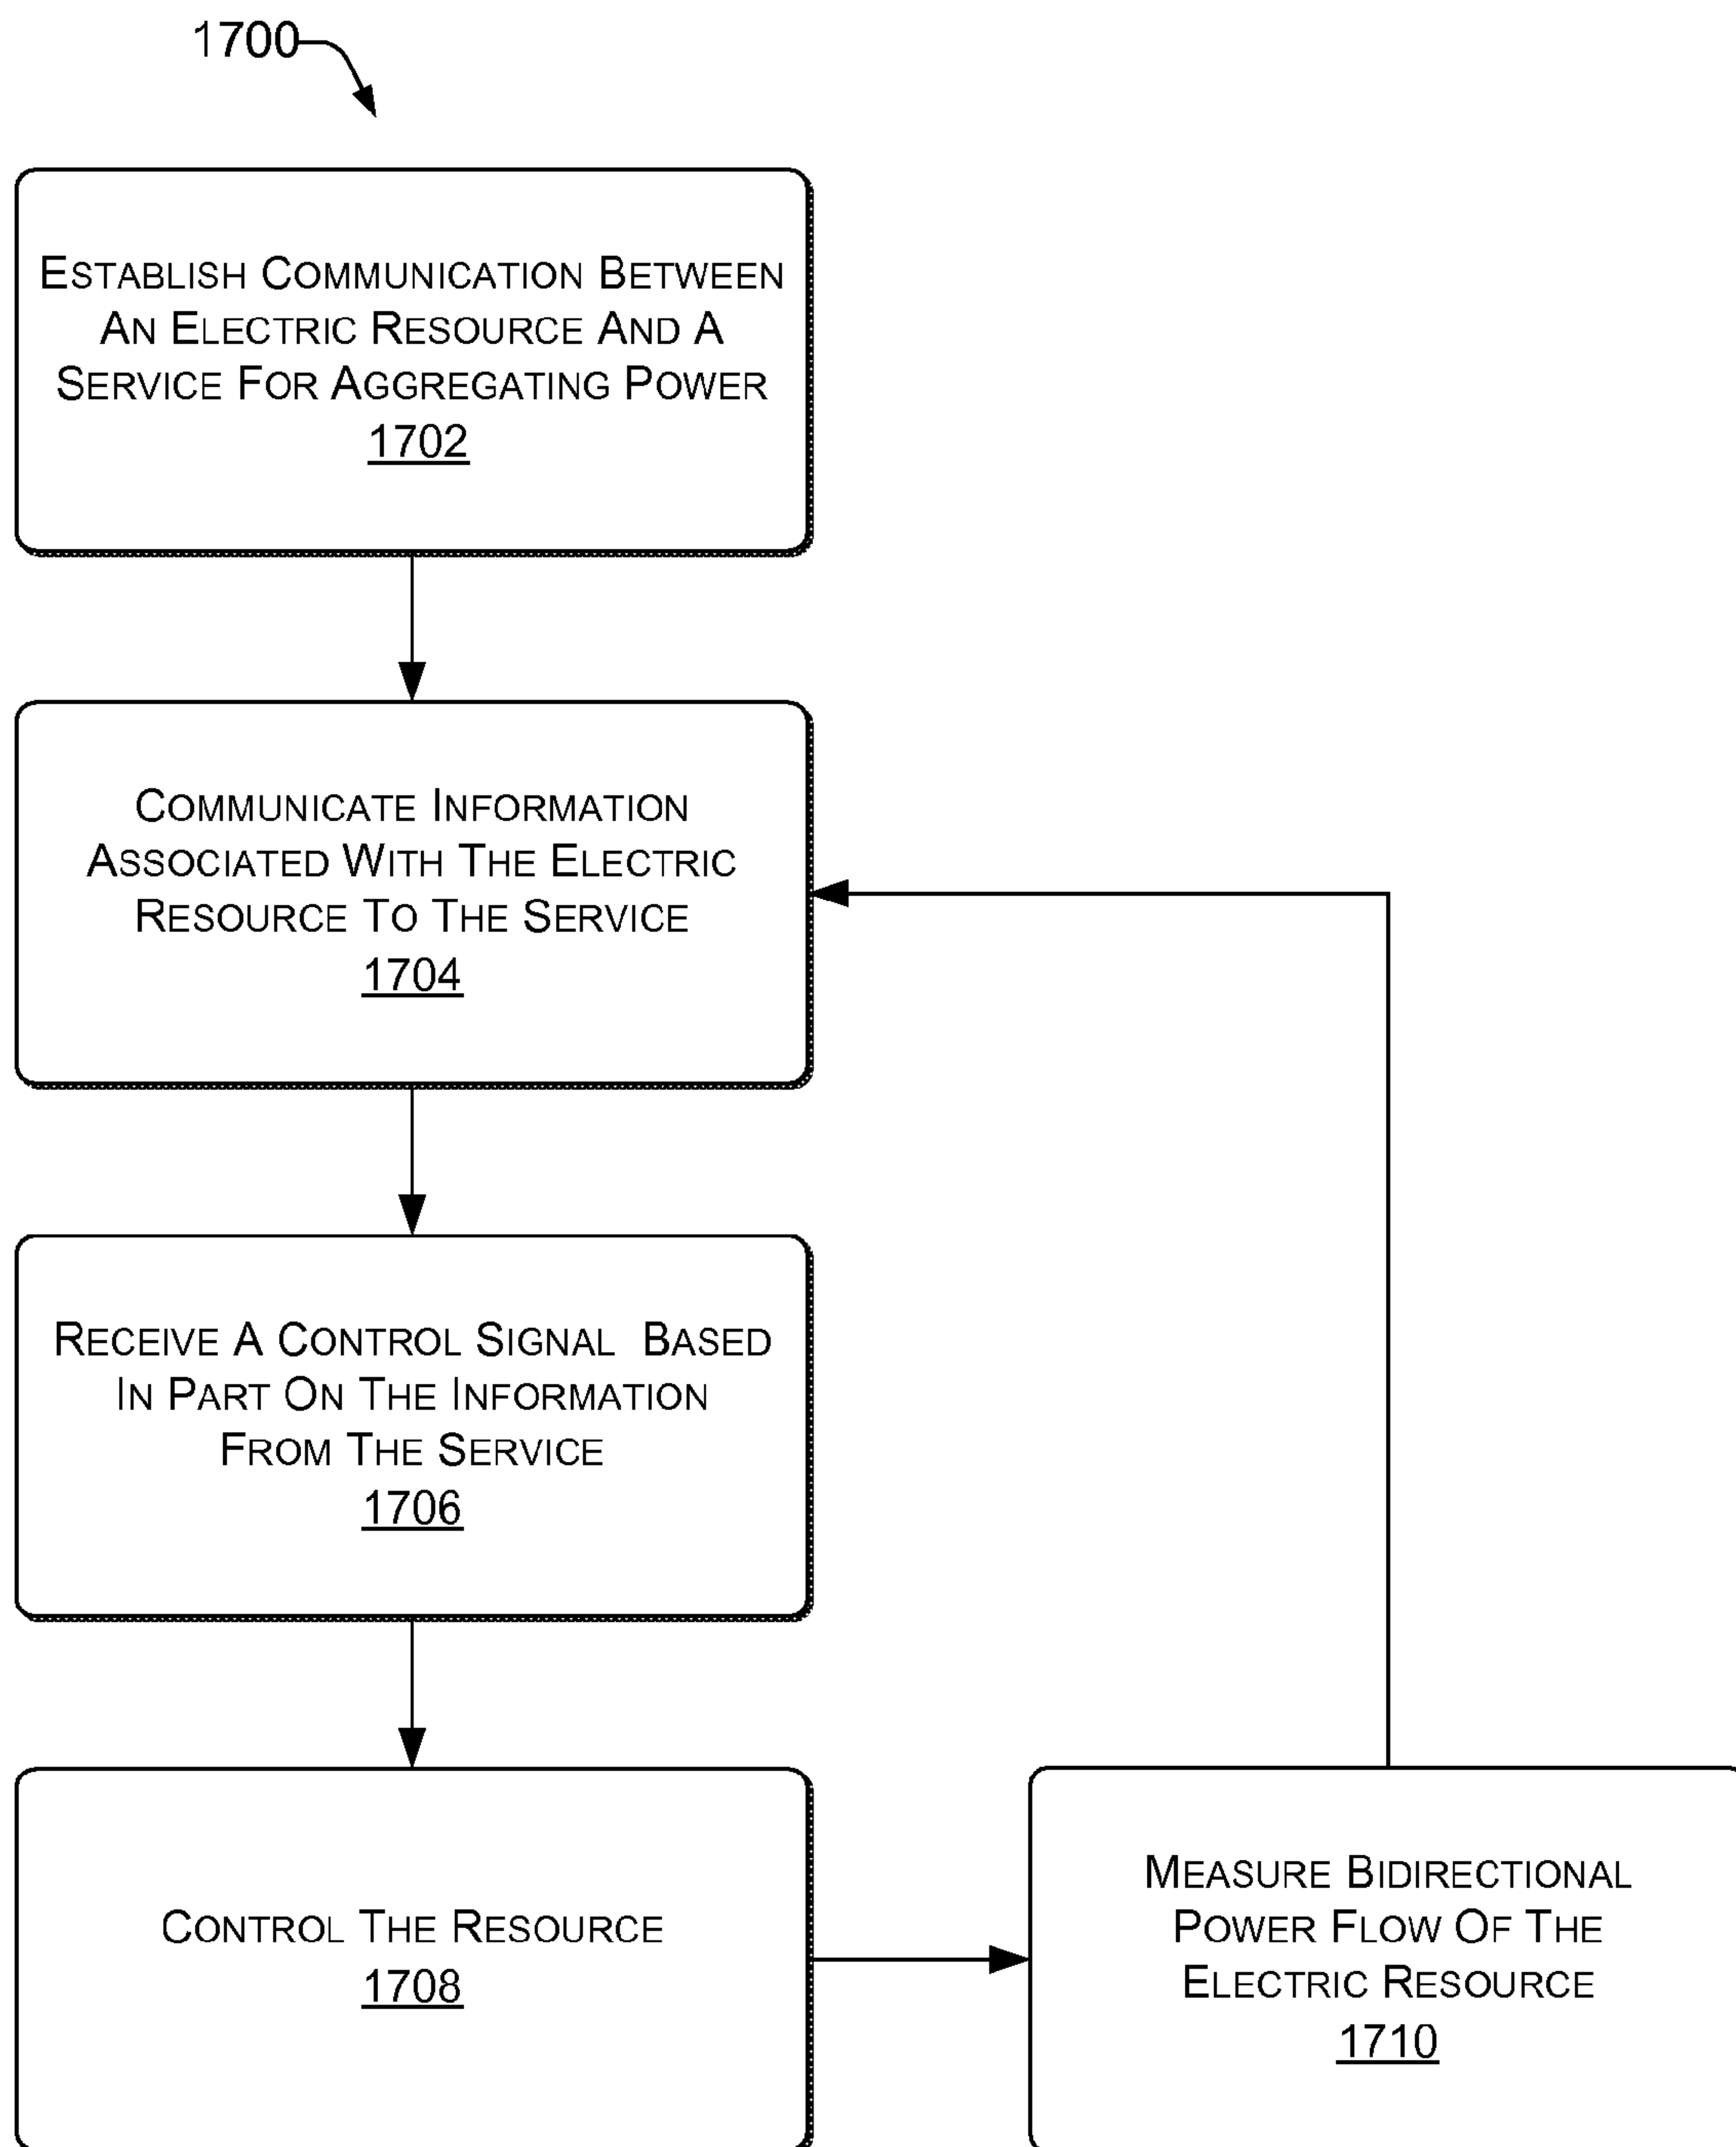 1700
ESTABLISH COMMUNICATION BETWEEN
AN ELECTRIC RESOURCE AND A
SERVICE FOR AGGREGATING POWER
1702
COMMUNICATE INFORMATION
ASSOCIATED WITH THE ELECTRIC
RESOURCE TO THE SERVICE
1704
RECEIVE A CONTROL SIGNAL BASED
IN PART ON THE INFORMATION
FROM THE SERVICE
1706
CONTROL THE RESOURCE
1708
MEASURE BIDIRECTIONAL
POWER FLOW OF THE
ELECTRIC RESOURCE
1710